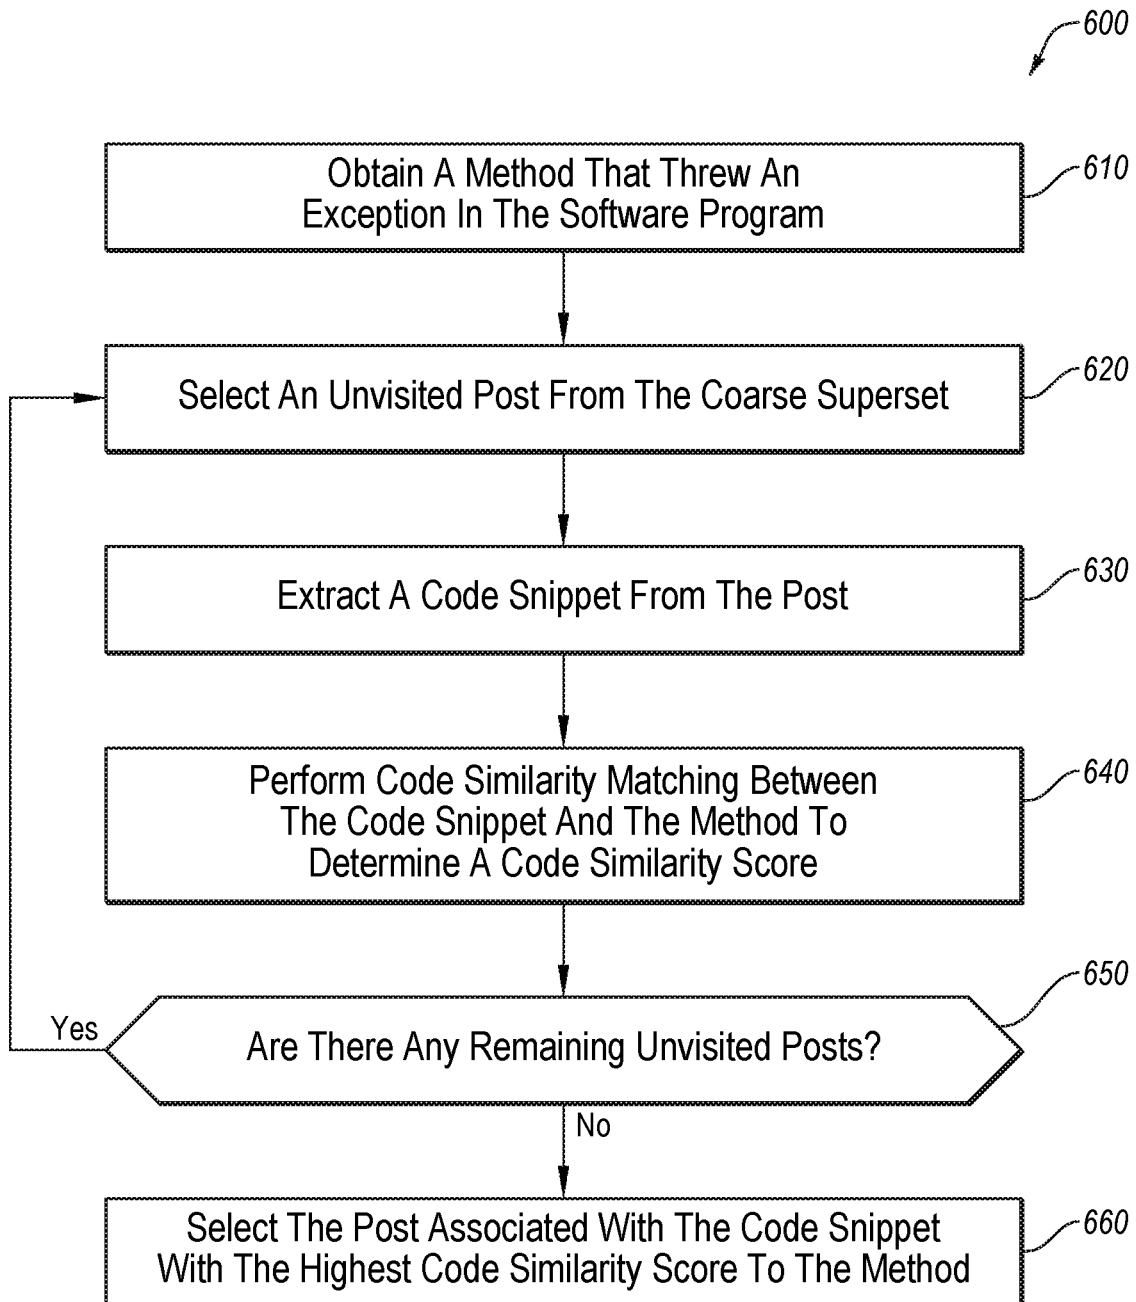 600
Obtain A Method That Threw An
Exception In The Software Program
610
Select An Unvisited Post From The Coarse Superset
620
Extract A Code Snippet From The Post
630
Perform Code Similarity Matching Between
The Code Snippet And The Method To
Determine A Code Similarity Score
640
Are There Any Remaining Unvisited Posts?
650
Yes
No
Select The Post Associated With The Code Snippet
With The Highest Code Similarity Score To The Method
660